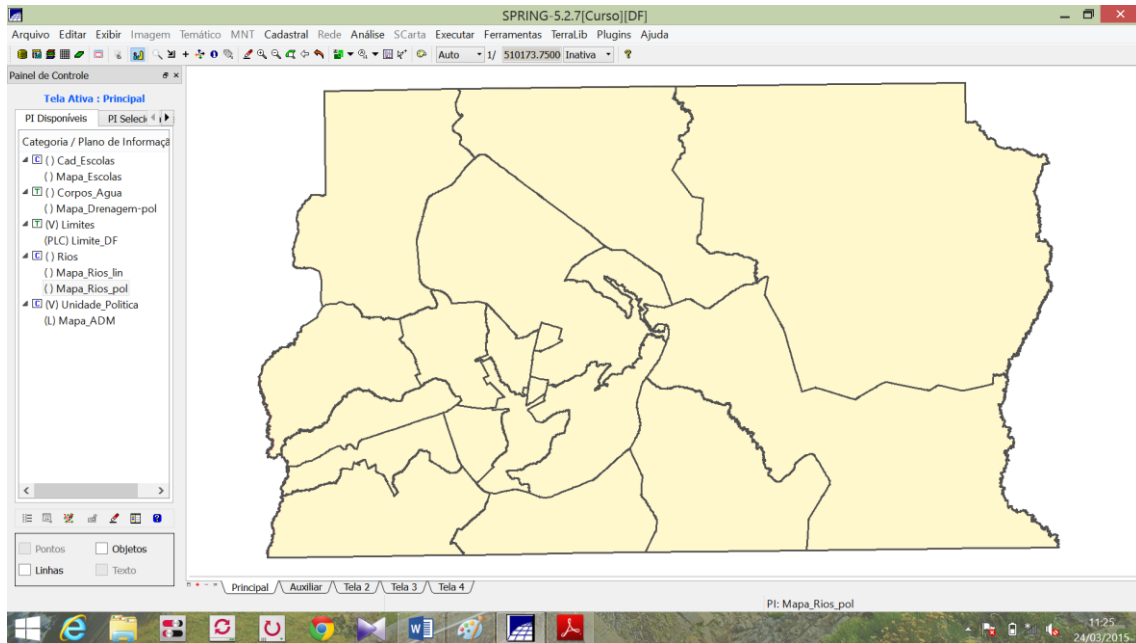 SPRING-5.2.7[Curso][DF]
Arquivo Editar Exibir Imagem Temático MNT Cadastral Rede Análise SCarta Executar Ferramentas TerraLib Plugins Ajuda
Auto 1/ 510173.7500 Inativa
Painel de Controle
Tela Ativa : Principal
PI Disponíveis PI Selecio
Categoria / Plano de Informaçã
C () Cad_Escolas
() Mapa_Escolas
T () Corpos_Agua
() Mapa_Drenagem-pol
T (V) Limites
(PLC) Limite_DF
C () Rios
() Mapa_Rios_lin
() Mapa_Rios_pol
C (V) Unidade_Politica
(L) Mapa_ADM
Pontos Objetos
Linhas Texto
Principal Auxiliar Tela 2 Tela 3 Tela 4
PI: Mapa_Rios_pol
11:25
24/03/2015